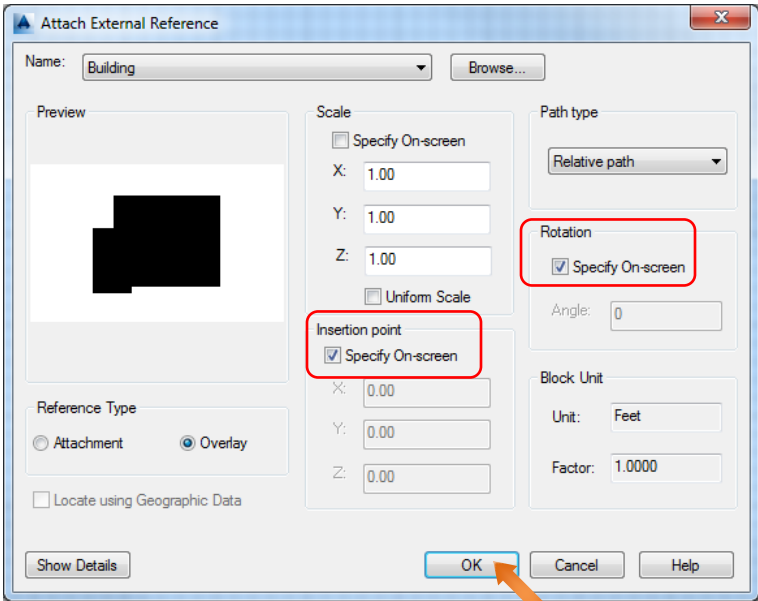 Attach External Reference
Name: Building Browse...
Preview
Scale
Specify On-screen
X: 1.00
Y: 1.00
Z: 1.00
Uniform Scale
Path type
Relative path
Rotation
Specify On-screen
Angle: 0
Insertion point
Specify On-screen
X: 0.00
Y: 0.00
Z: 0.00
Block Unit
Unit: Feet
Factor: 1.0000
Reference Type
Attachment Overlay
Locate using Geographic Data
Show Details OK Cancel Help